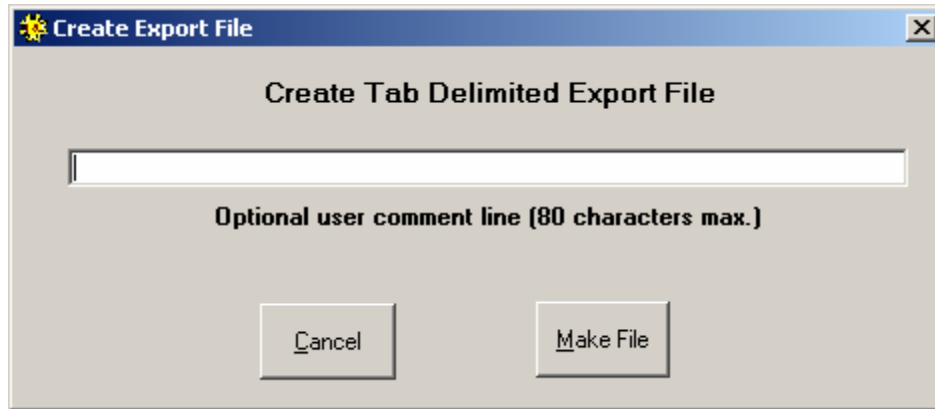 Create Export File
Create Tab Delimited Export File
Optional user comment line (80 characters max.)
Cancel Make File